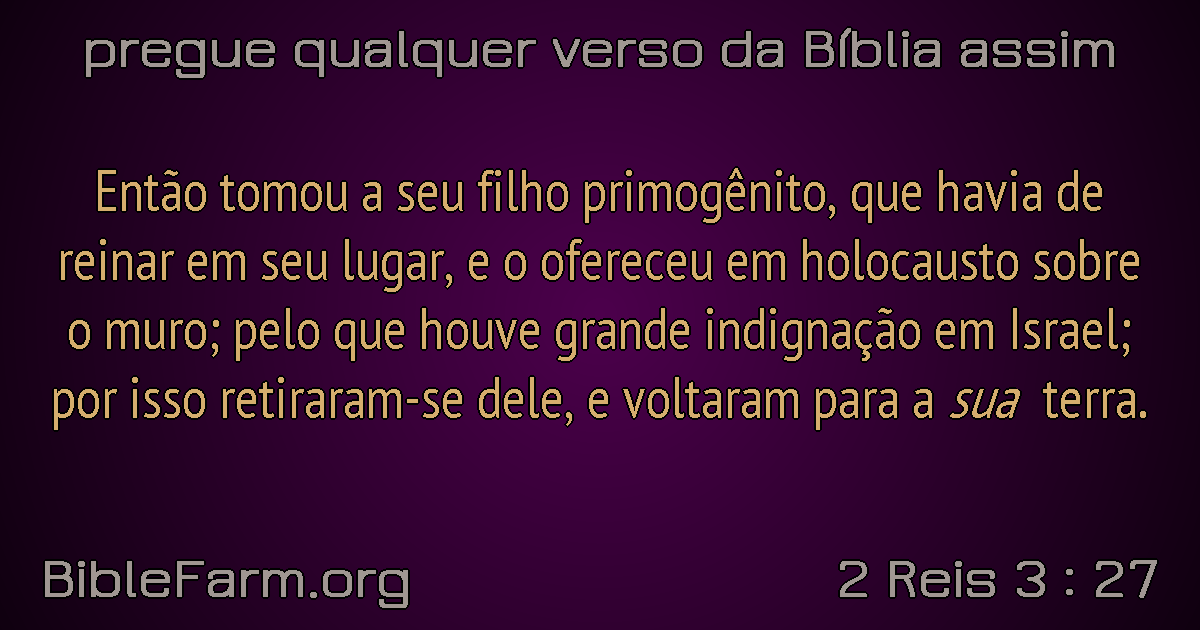 pregue qualquer verso da Bíblia assim
Então tomou a seu filho primogênito, que havia de
reinar em seu lugar, e o ofereceu em holocausto sobre
o muro; pelo que houve grande indignação em Israel;
por isso retiraram-se dele, e voltaram para a sua terra.
BibleFarm.org
2 Reis 3 : 27